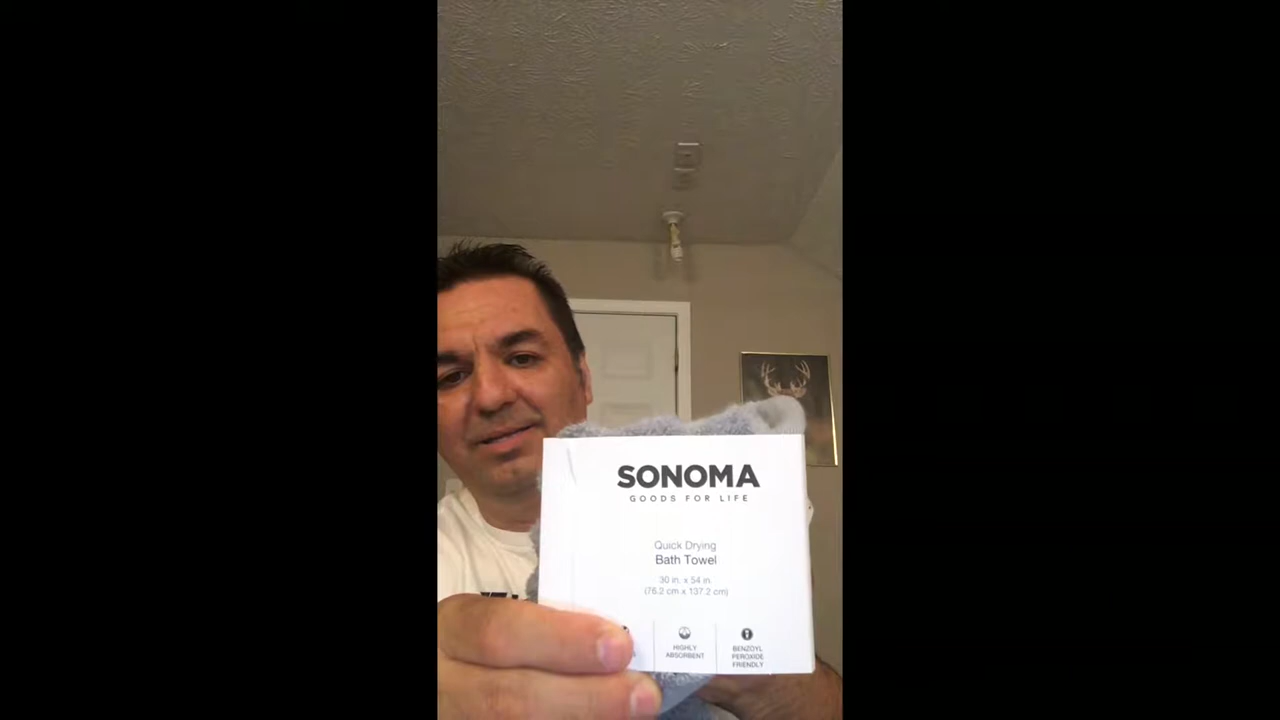 SONOMA
GOODS FOR LIFE
Quick Drying
Bath Towel
30 in. x 54 in.
(76.2 cm x 137.2 cm)
HIGHLY
ABSORBENT
BENZOYL
PEROXIDE
FRIENDLY